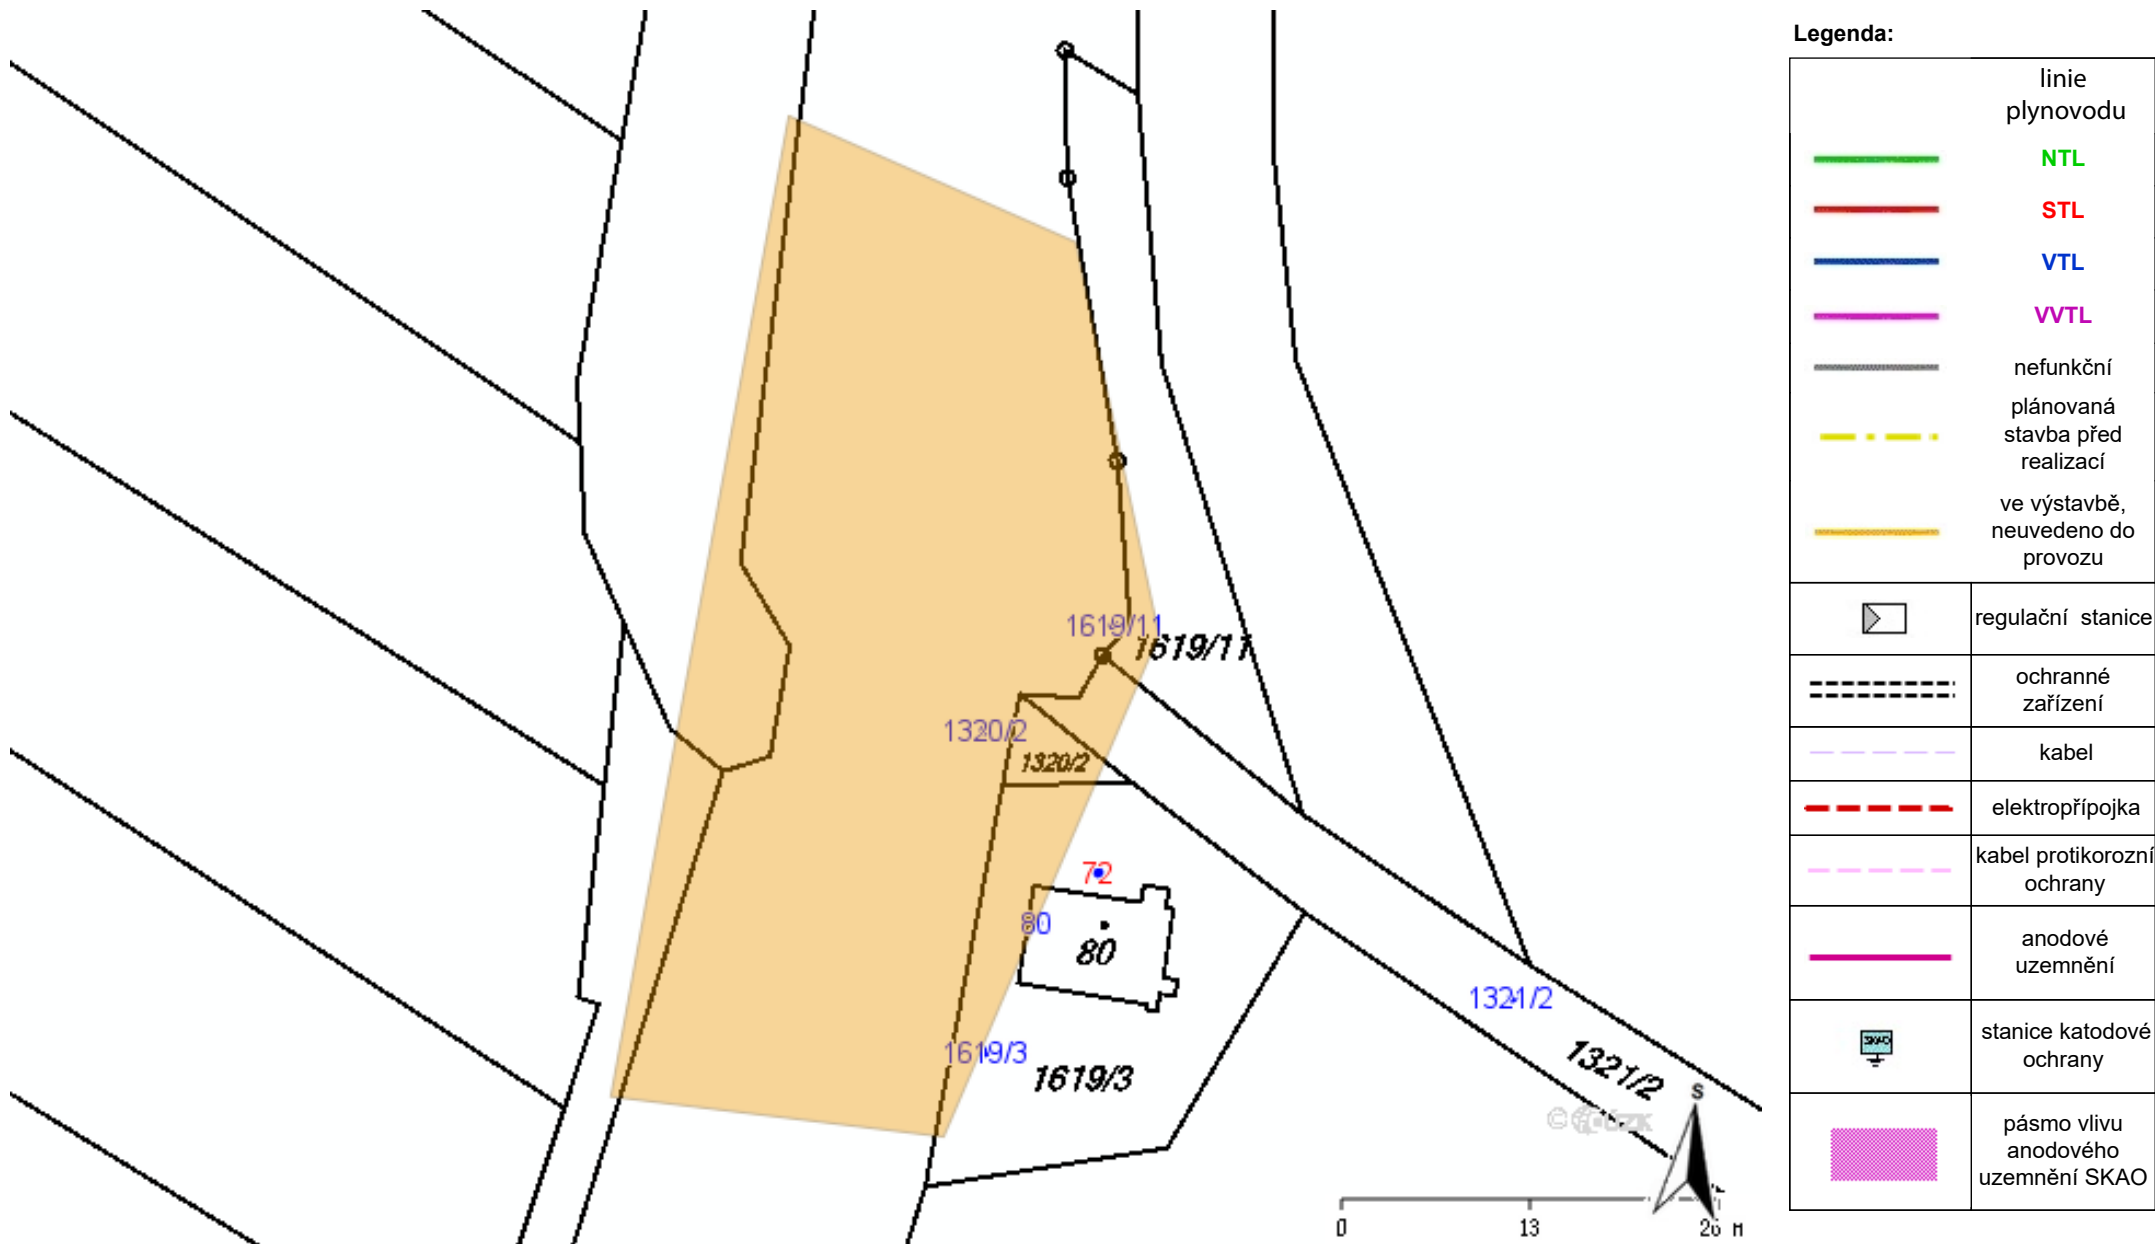 1619/11
1619/11
1320/2
1320/2
72
80
80
1619/3
1619/3
1321/2
1321/2
©
S
0 13 26 M
Legenda:
linie
plynovodu
NTL
STL
VTL
VVTL
nefunkční
plánovaná
stavba před
realizací
ve výstavbě,
neuvedeno do
provozu
regulační stanice
ochranné
zařízení
kabel
elektropřípojka
kabel protikorozní
ochrany
anodové
uzemnění
SKAO
stanice katodové
ochrany
pásmo vlivu
anodového
uzemnění SKAO